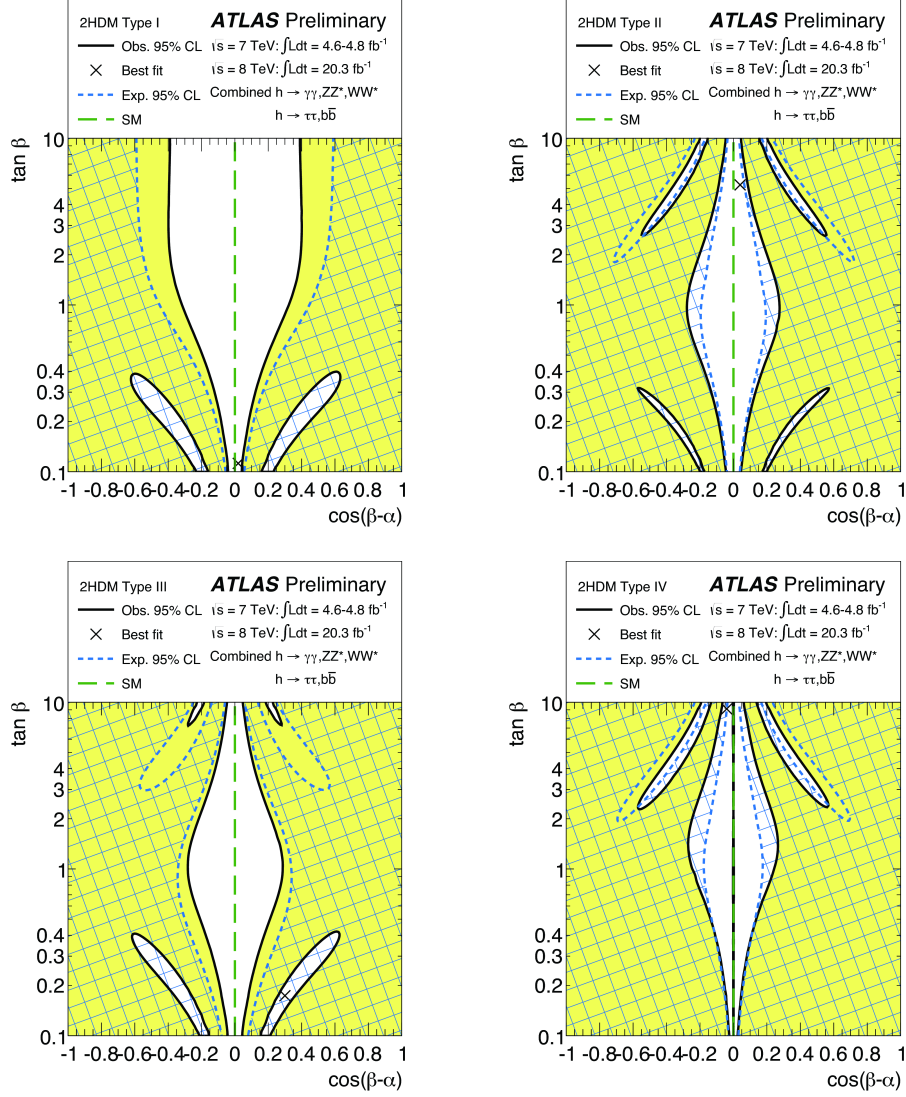 2HDM Type I
ATLAS Preliminary
Obs. 95% CL
√s = 7 TeV: ∫Ldt = 4.6-4.8 fb⁻¹
Best fit
√s = 8 TeV: ∫Ldt = 20.3 fb⁻¹
Exp. 95% CL
Combined h → γγ,ZZ*,WW*
SM
h → ττ,bb̅
tan β
10
4
3
2
1
0.4
0.3
0.2
0.1
-1 -0.8 -0.6 -0.4 -0.2 0 0.2 0.4 0.6 0.8 1
cos(β-α)
2HDM Type II
ATLAS Preliminary
Obs. 95% CL
√s = 7 TeV: ∫Ldt = 4.6-4.8 fb⁻¹
Best fit
√s = 8 TeV: ∫Ldt = 20.3 fb⁻¹
Exp. 95% CL
Combined h → γγ,ZZ*,WW*
SM
h → ττ,bb̅
tan β
10
4
3
2
1
0.4
0.3
0.2
0.1
-1 -0.8 -0.6 -0.4 -0.2 0 0.2 0.4 0.6 0.8 1
cos(β-α)
2HDM Type III
ATLAS Preliminary
Obs. 95% CL
√s = 7 TeV: ∫Ldt = 4.6-4.8 fb⁻¹
Best fit
√s = 8 TeV: ∫Ldt = 20.3 fb⁻¹
Exp. 95% CL
Combined h → γγ,ZZ*,WW*
SM
h → ττ,bb̅
tan β
10
4
3
2
1
0.4
0.3
0.2
0.1
-1 -0.8 -0.6 -0.4 -0.2 0 0.2 0.4 0.6 0.8 1
cos(β-α)
2HDM Type IV
ATLAS Preliminary
Obs. 95% CL
√s = 7 TeV: ∫Ldt = 4.6-4.8 fb⁻¹
Best fit
√s = 8 TeV: ∫Ldt = 20.3 fb⁻¹
Exp. 95% CL
Combined h → γγ,ZZ*,WW*
SM
h → ττ,bb̅
tan β
10
4
3
2
1
0.4
0.3
0.2
0.1
-1 -0.8 -0.6 -0.4 -0.2 0 0.2 0.4 0.6 0.8 1
cos(β-α)